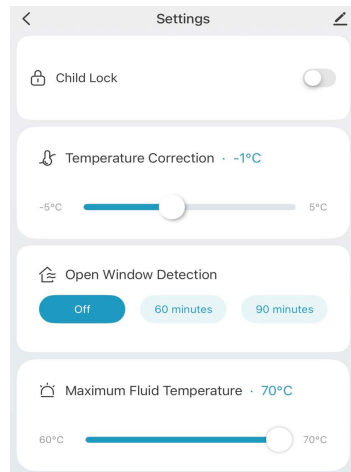 Settings
Child Lock
Temperature Correction · -1°C
-5°C 5°C
Open Window Detection
Off 60 minutes 90 minutes
Maximum Fluid Temperature · 70°C
60°C 70°C